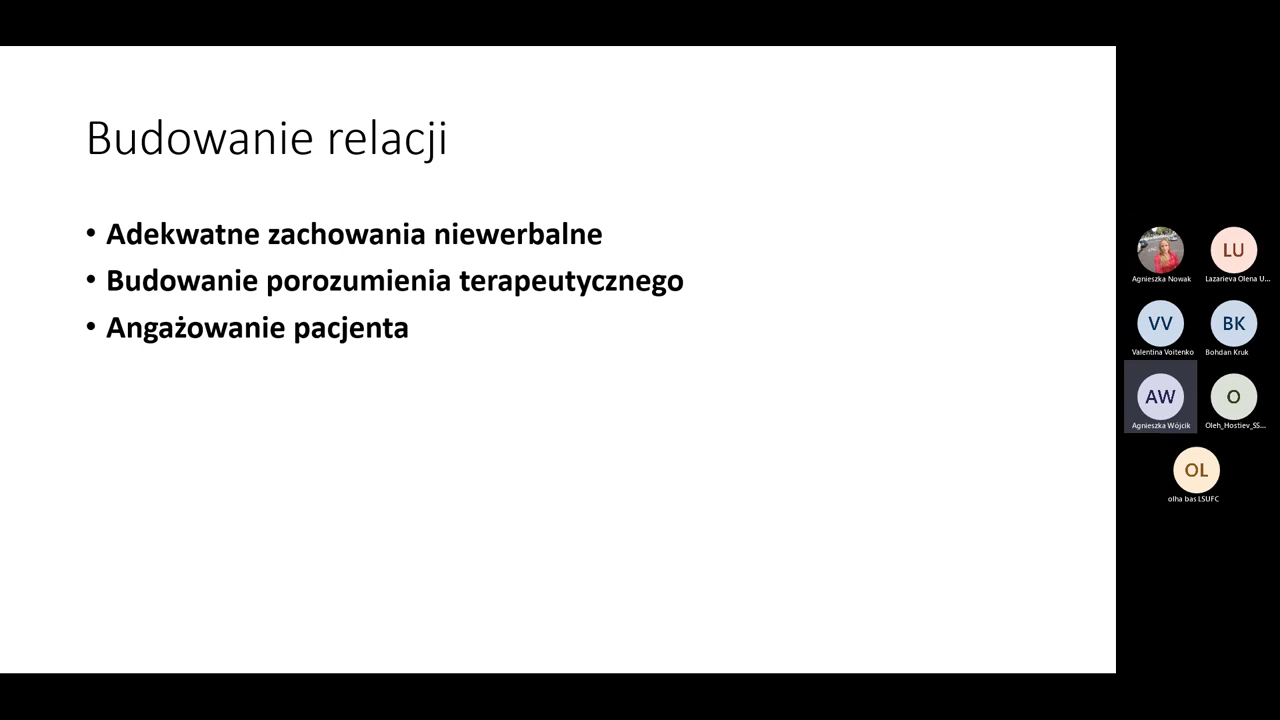 Budowanie relacji
• Adekwatne zachowania niewerbalne
• Budowanie porozumienia terapeutycznego
• Angażowanie pacjenta
Agnieszka Nowak
LU
Lazarieva Olena U...
VV
Valentina Voitenko
BK
Bohdan Kruk
AW
Agnieszka Wójcik
O
Oleh_Hostiev_SS...
OL
olha bas LSUFC